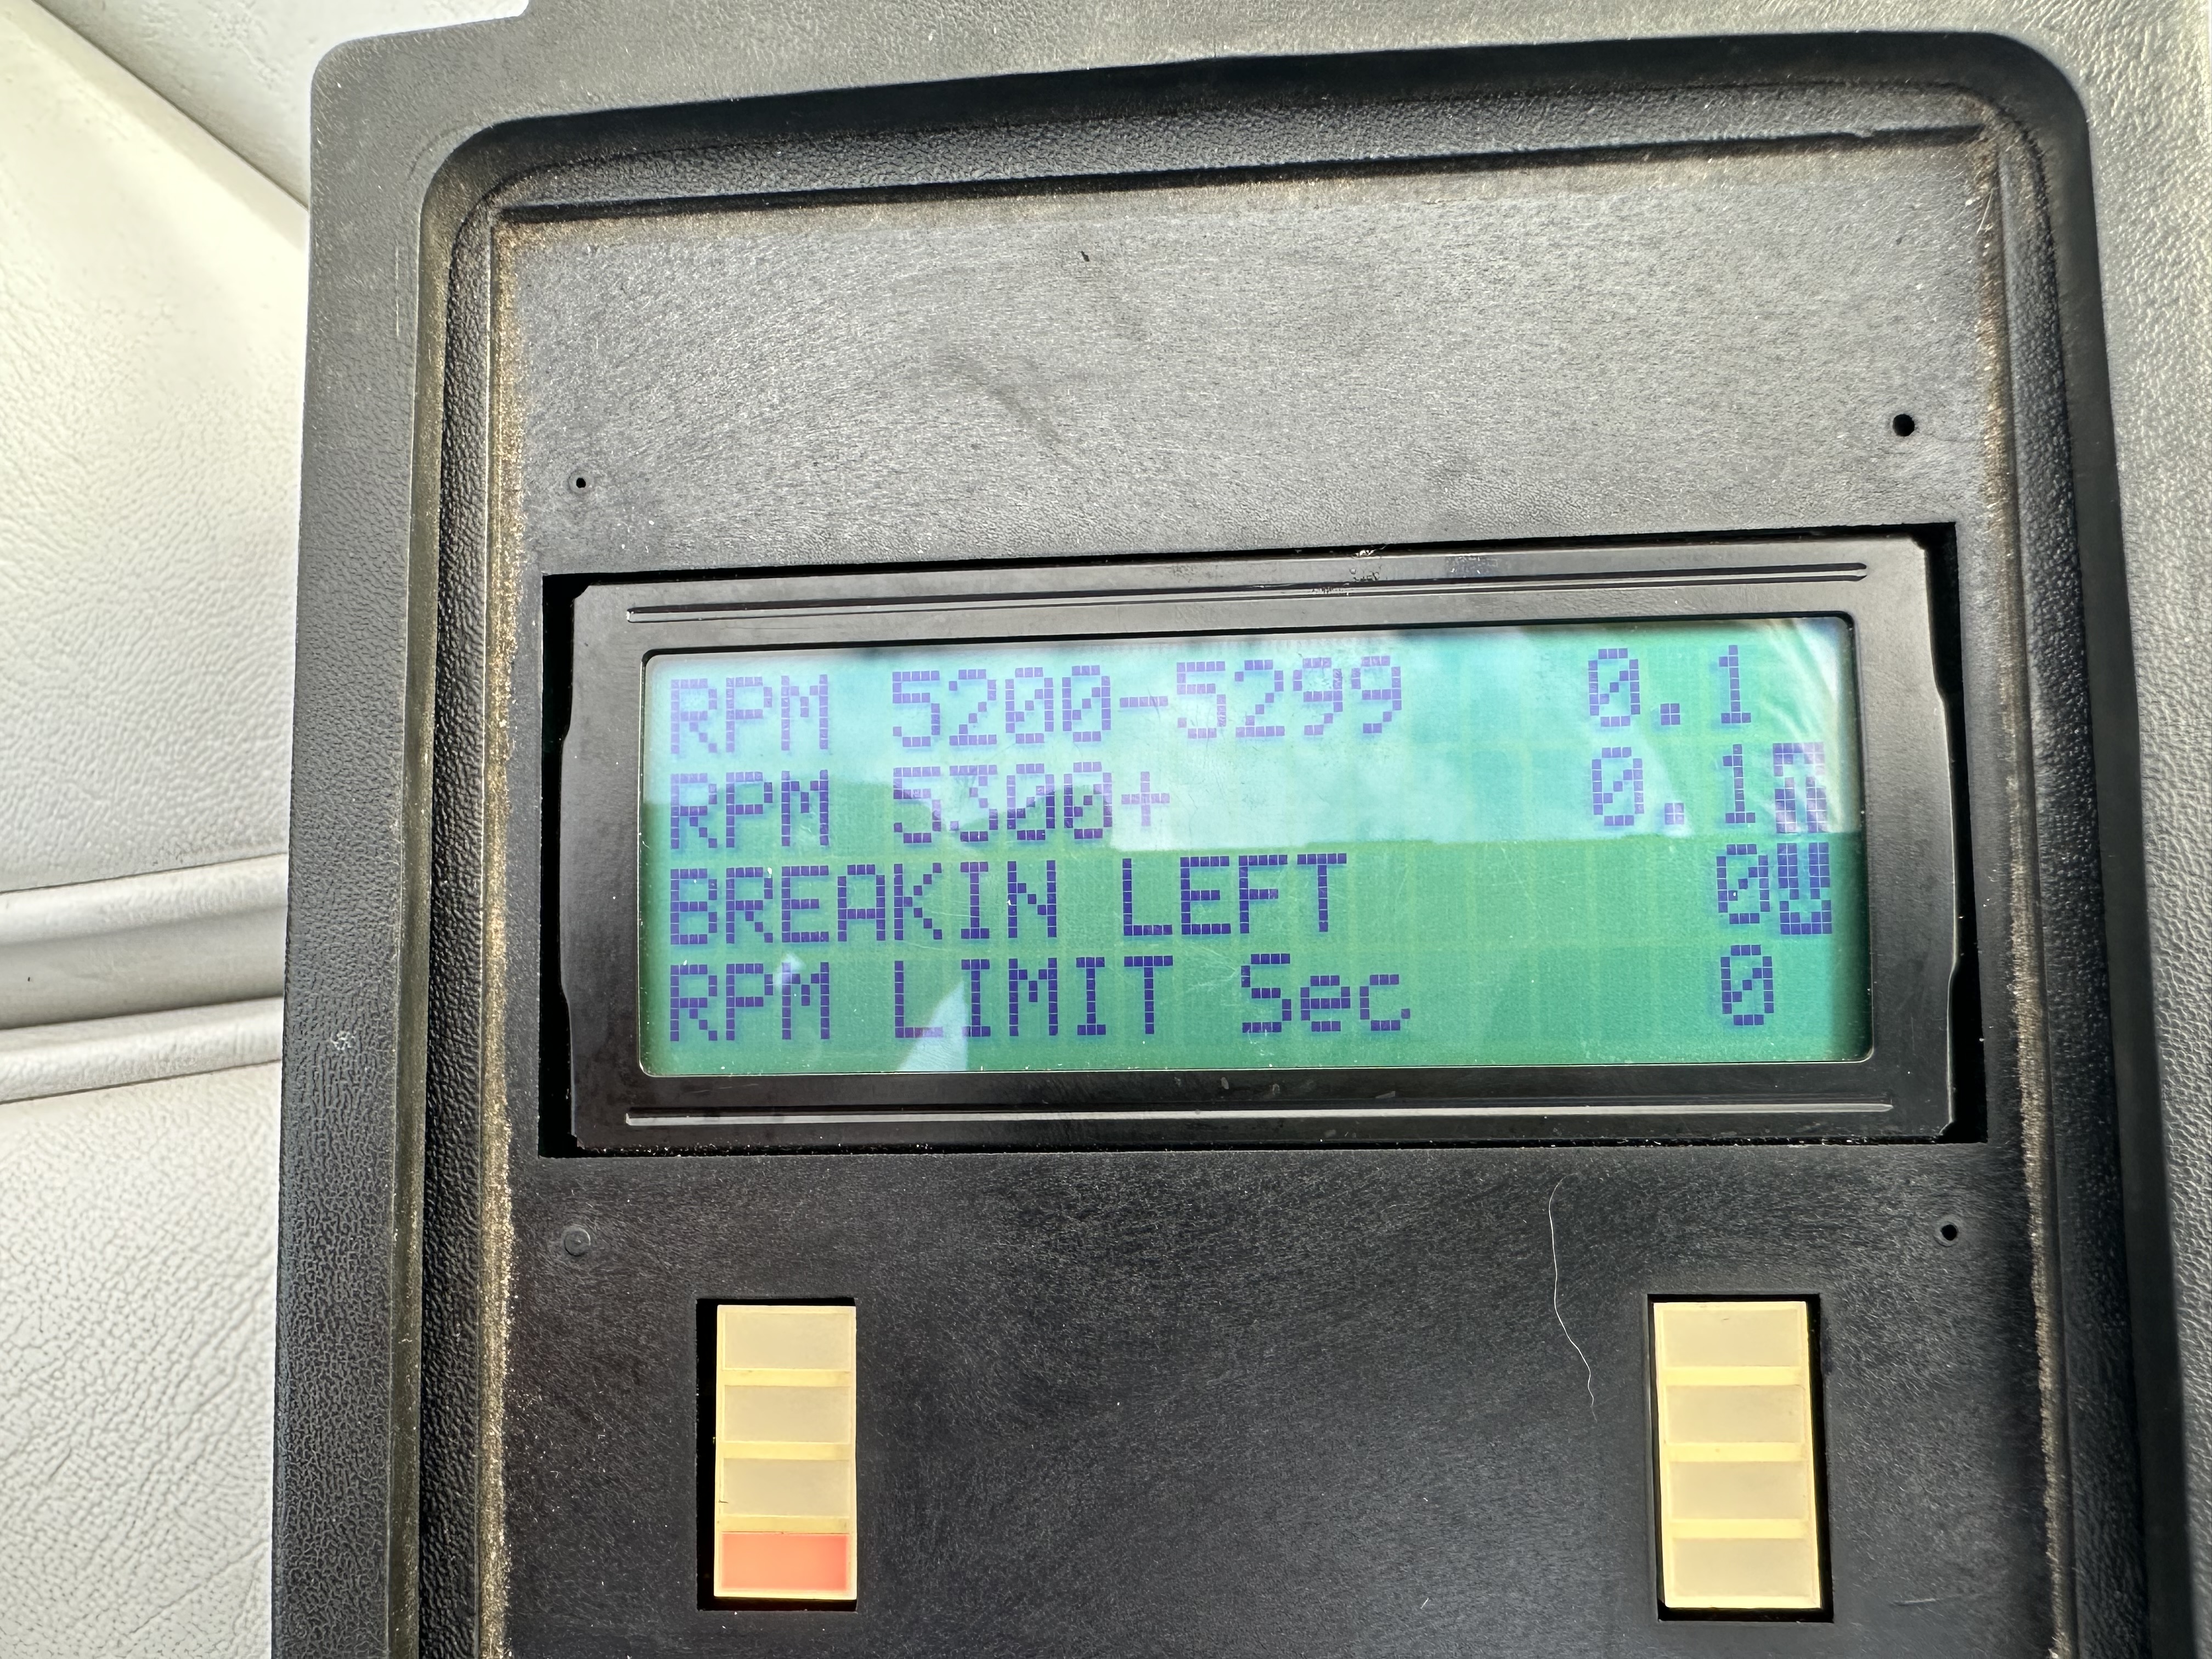 RPM 5200-5299 0.1
RPM 5300+ 0.1
BREAKIN LEFT 0
RPM LIMIT Sec 0